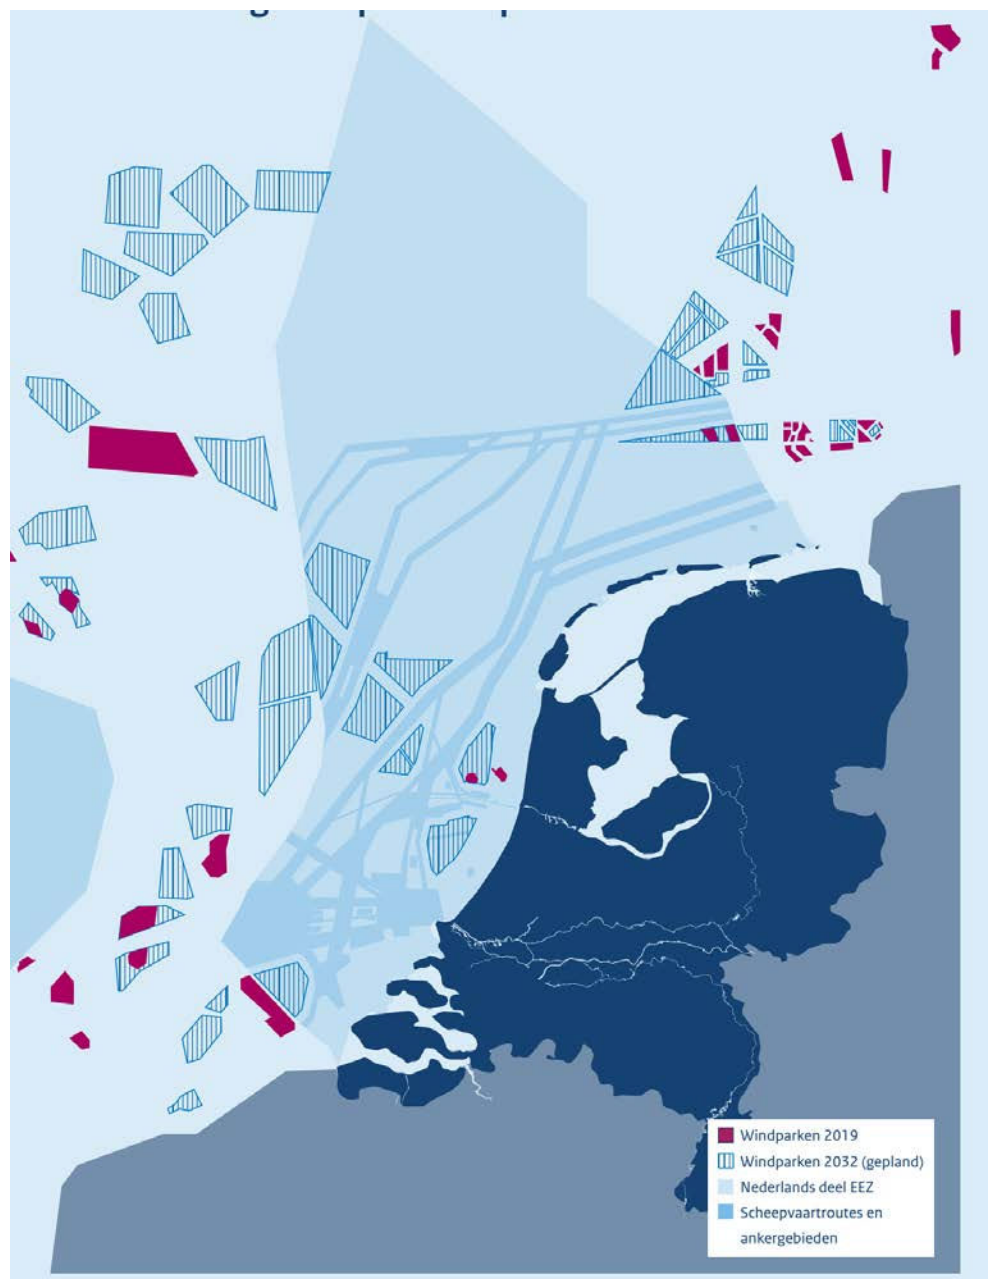 Windparken 2019
Windparken 2032 (gepland)
Nederlands deel EEZ
Scheepvaartroutes en
ankergebieden